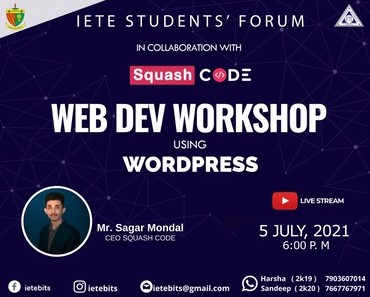 IETE STUDENTS' FORUM
IN COLLABORATION WITH
Squash CODE
WEB DEV WORKSHOP
USING
WORDPRESS
LIVE STREAM
Mr. Sagar Mondal
CEO SQUASH CODE
5 JULY, 2021
6:00 P. M
ietebits
ietebits
ietebits@gmail.com
Harsha ( 2k19 ) 7903607014
Sandeep ( 2k20 ) 7667767971